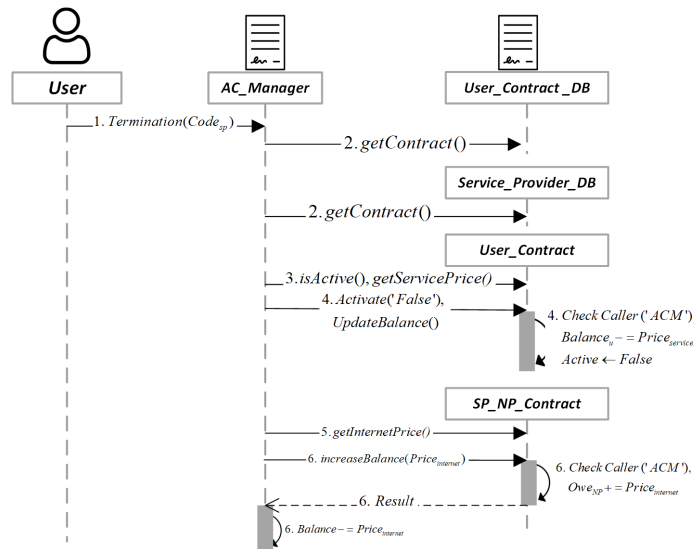 User
AC_Manager
User_Contract _DB
1. Termination(Code_sp)
2. getContract()
Service_Provider_DB
2. getContract()
User_Contract
3. isActive(), getServicePrice()
4. Activate('False'),
UpdateBalance()
4. Check Caller ('ACM')
Balance_u − = Price_service
Active ← False
SP_NP_Contract
5. getInternetPrice()
6. increaseBalance(Price_internet)
6. Check Caller ('ACM'),
Owe_NP + = Price_internet
6. Result
6. Balance − = Price_internet